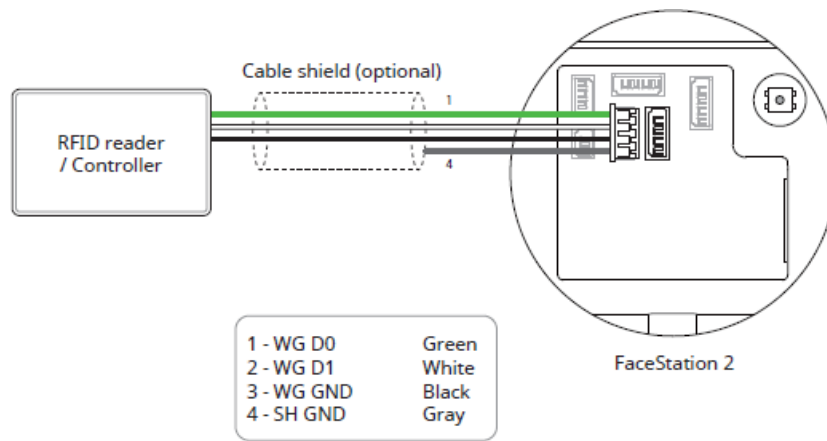 Cable shield (optional)
1
RFID reader
/ Controller
4
1 - WG D0 Green
2 - WG D1 White
3 - WG GND Black
4 - SH GND Gray
FaceStation 2